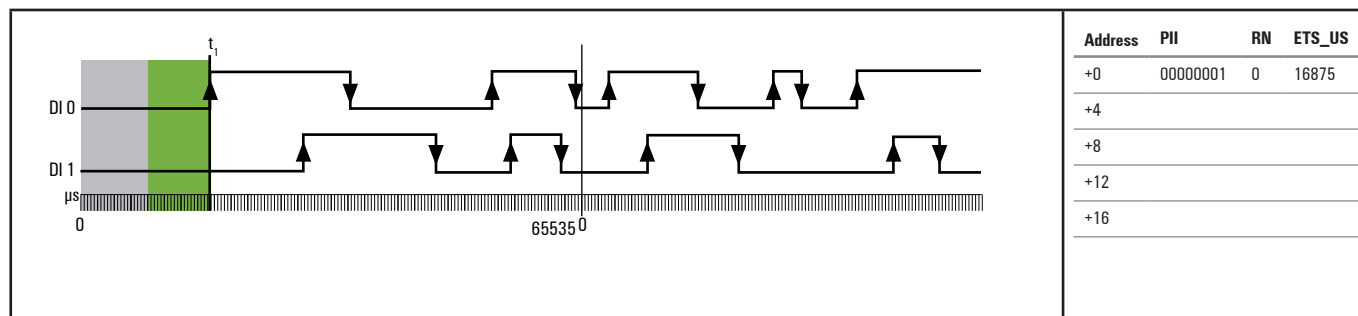 t1
DI 0
DI 1
µs
0
65535 0
Address PII RN ETS_US
+0 00000001 0 16875
+4
+8
+12
+16